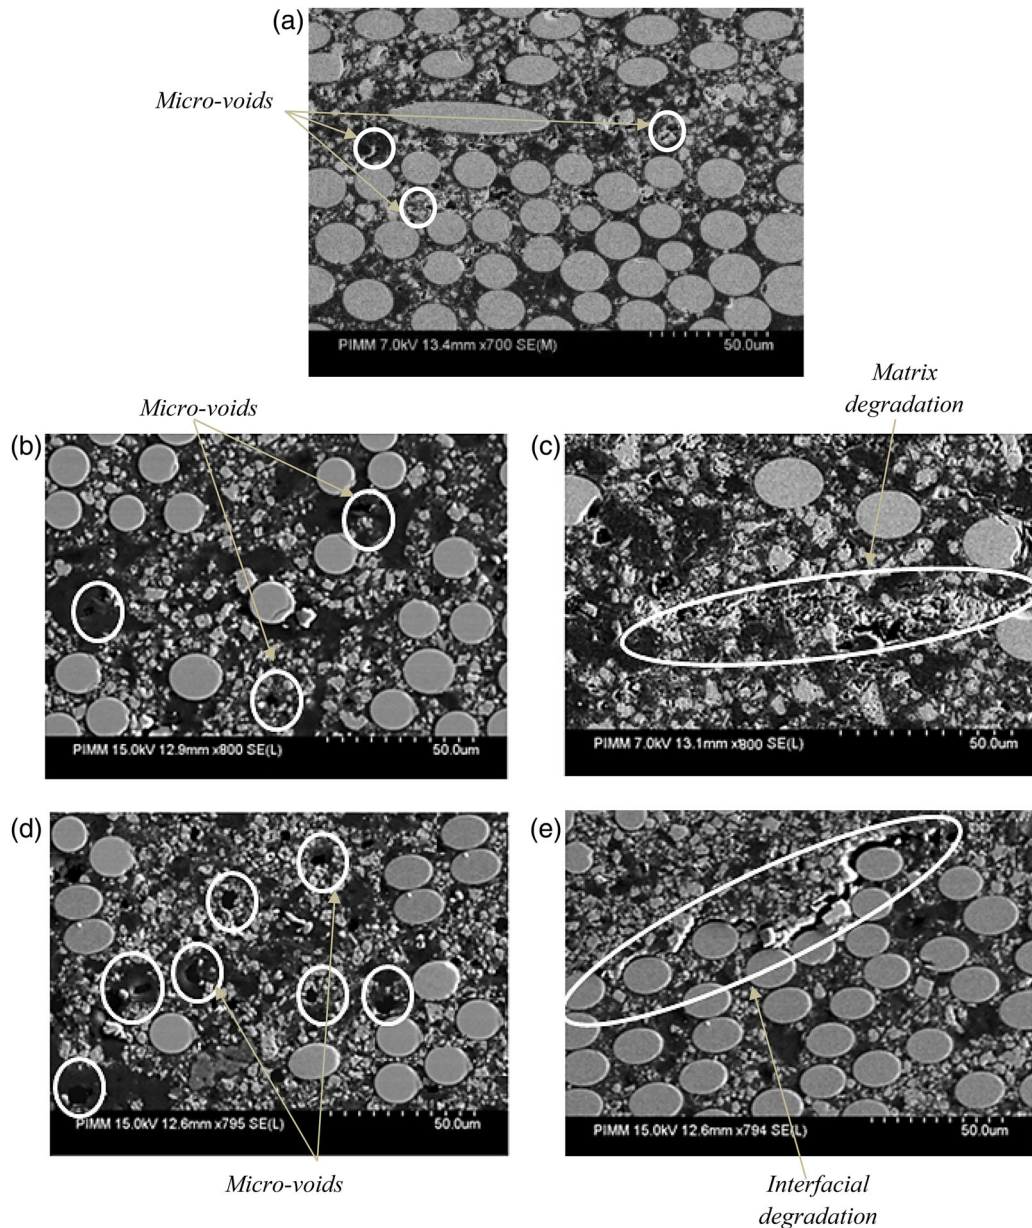 (a)
Micro-voids
PIMM 7.0kV 13.4mm x700 SE(M)
50.0um
Matrix
degradation
Micro-voids
(b)
(c)
PIMM 15.0kV 12.9mm x800 SE(L)
50.0um
PIMM 7.0kV 13.1mm x800 SE(L)
50.0um
(d)
(e)
PIMM 15.0kV 12.6mm x795 SE(L)
50.0um
PIMM 15.0kV 12.6mm x794 SE(L)
50.0um
Micro-voids
Interfacial
degradation